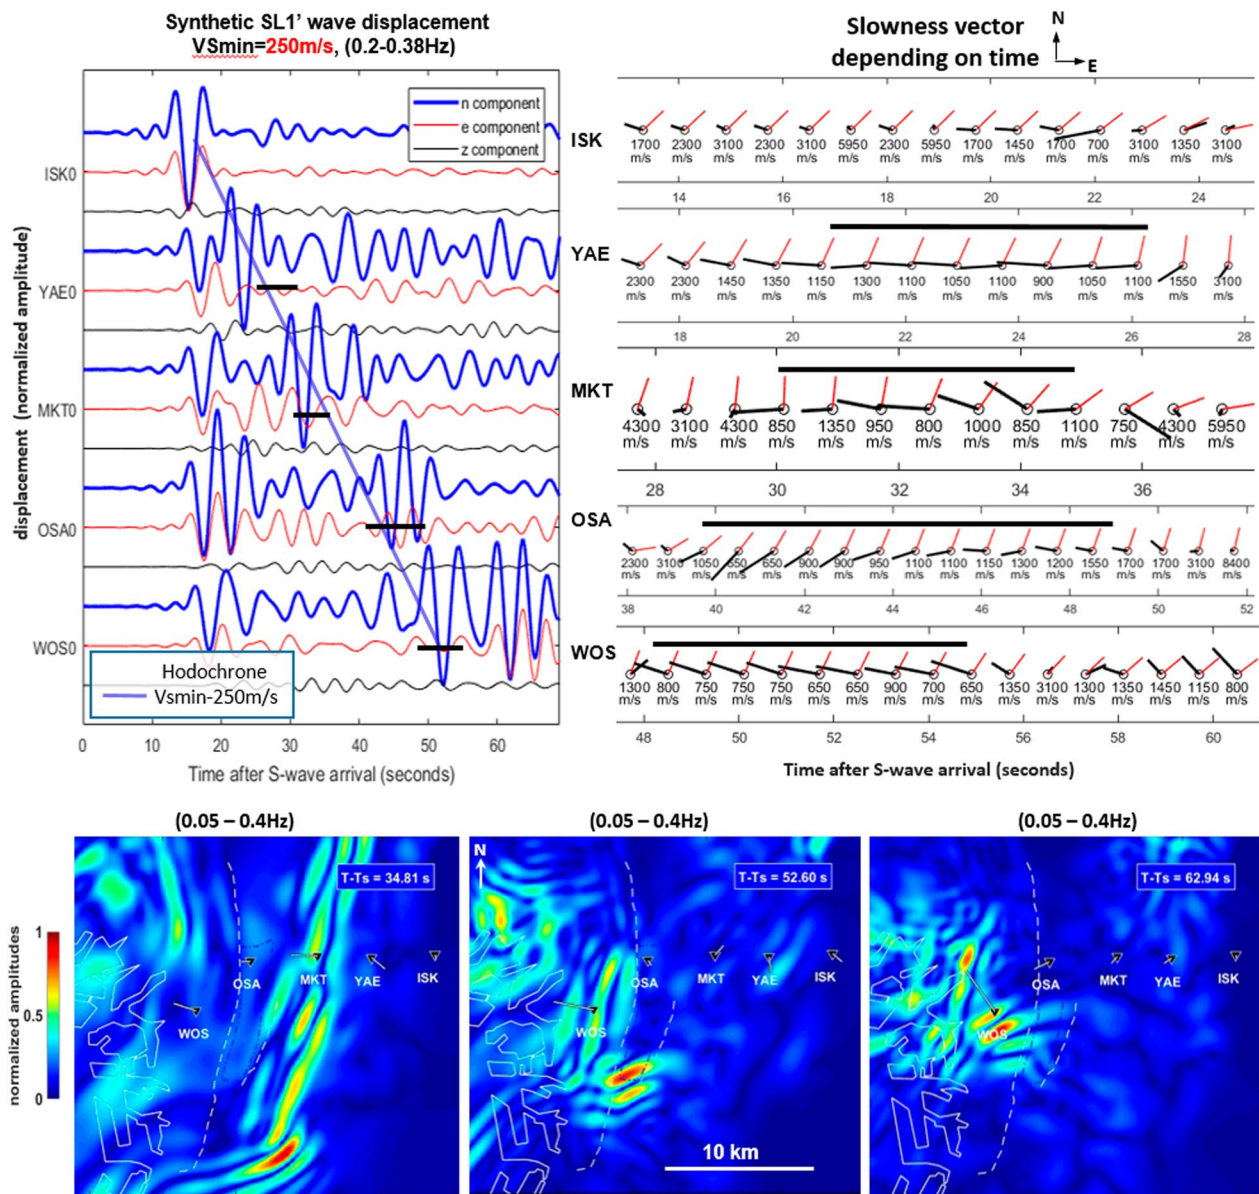 Synthetic SL1’ wave displacement
VSmin=250m/s, (0.2-0.38Hz)
n component
e component
z component
ISK0
YAE0
MKT0
OSA0
WOS0
displacement (normalized amplitude)
Hodochrone
Vsmin-250m/s
0 10 20 30 40 50 60
Time after S-wave arrival (seconds)
Slowness vector
depending on time
N
E
ISK
1700 2300 3100 2300 3100 5950 2300 5950 1700 1450 1700 700 3100 1350 3100
m/s m/s m/s m/s m/s m/s m/s m/s m/s m/s m/s m/s m/s m/s m/s
14 16 18 20 22 24
YAE
2300 2300 1450 1350 1150 1300 1100 1100 1100 900 1050 1100 1550 3100
m/s m/s m/s m/s m/s m/s m/s m/s m/s m/s m/s m/s m/s m/s
18 20 22 24 26 28
MKT
4300 3100 4300 850 1350 950 800 1000 850 1100 750 4300 5950
m/s m/s m/s m/s m/s m/s m/s m/s m/s m/s m/s m/s m/s
28 30 32 34 36
OSA
2300 3100 1050 650 650 900 900 950 1100 1100 1150 1300 1200 1550 1700 1700 3100 8400
m/s m/s m/s m/s m/s m/s m/s m/s m/s m/s m/s m/s m/s m/s m/s m/s m/s m/s
38 40 42 44 46 48 50 52
WOS
1300 800 750 750 750 650 650 900 700 650 1350 3100 1300 1350 1450 1150 800
m/s m/s m/s m/s m/s m/s m/s m/s m/s m/s m/s m/s m/s m/s m/s m/s m/s
48 50 52 54 56 58 60
Time after S-wave arrival (seconds)
(0.05 – 0.4Hz)
(0.05 – 0.4Hz)
(0.05 – 0.4Hz)
normalized amplitudes
1
0.5
0
T-Ts = 34.81 s
OSA
MKT
YAE
ISK
WOS
N
T-Ts = 52.60 s
OSA
MKT
YAE
ISK
WOS
10 km
T-Ts = 62.94 s
OSA
MKT
YAE
ISK
WOS